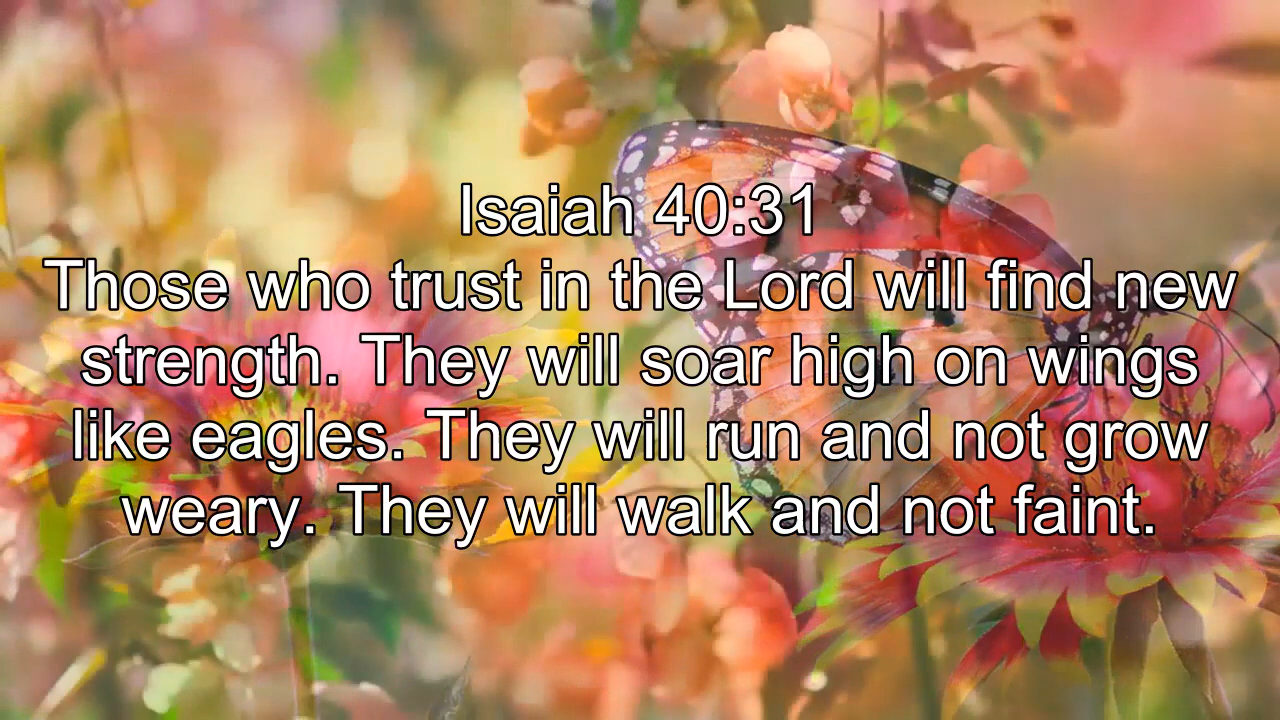 Isaiah 40:31
Those who trust in the Lord will find new
strength. They will soar high on wings
like eagles. They will run and not grow
weary. They will walk and not faint.